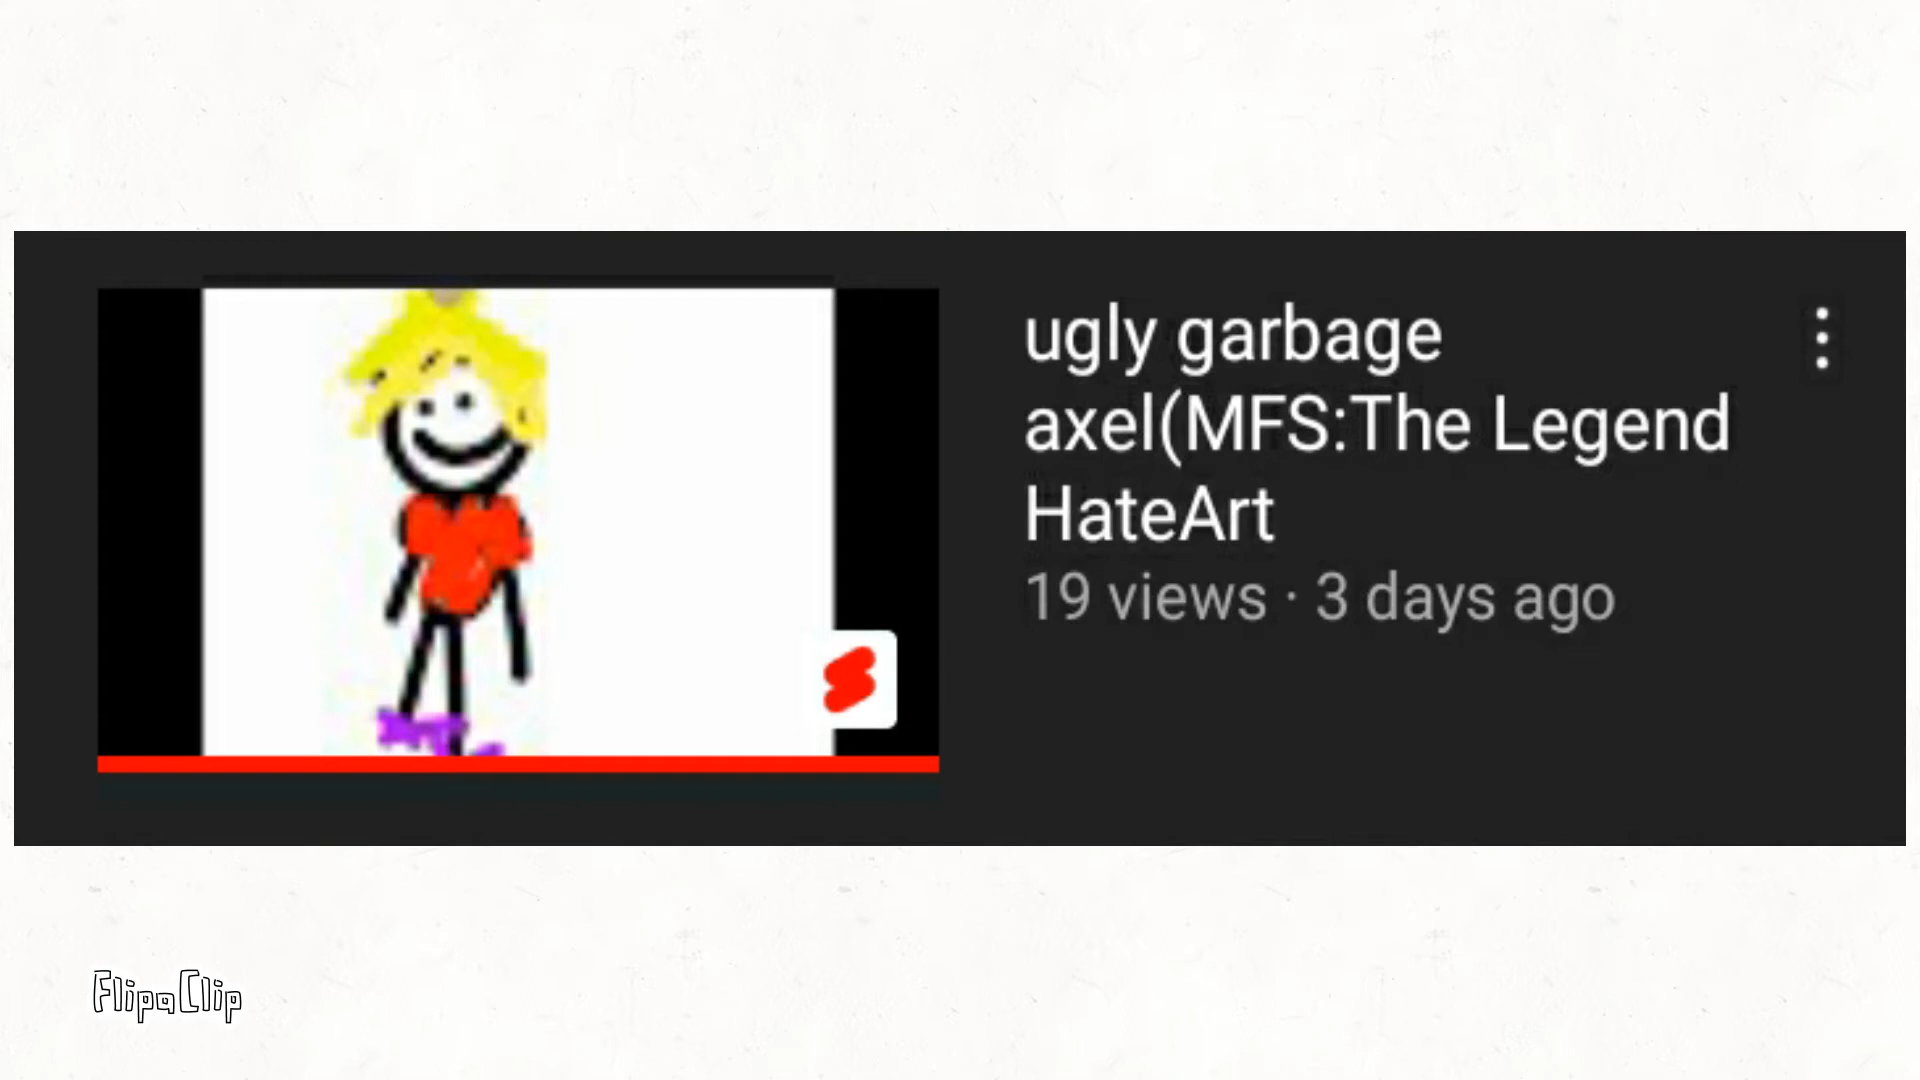 ugly garbage
axel(MFS:The Legend
HateArt
19 views · 3 days ago
FlipaClip